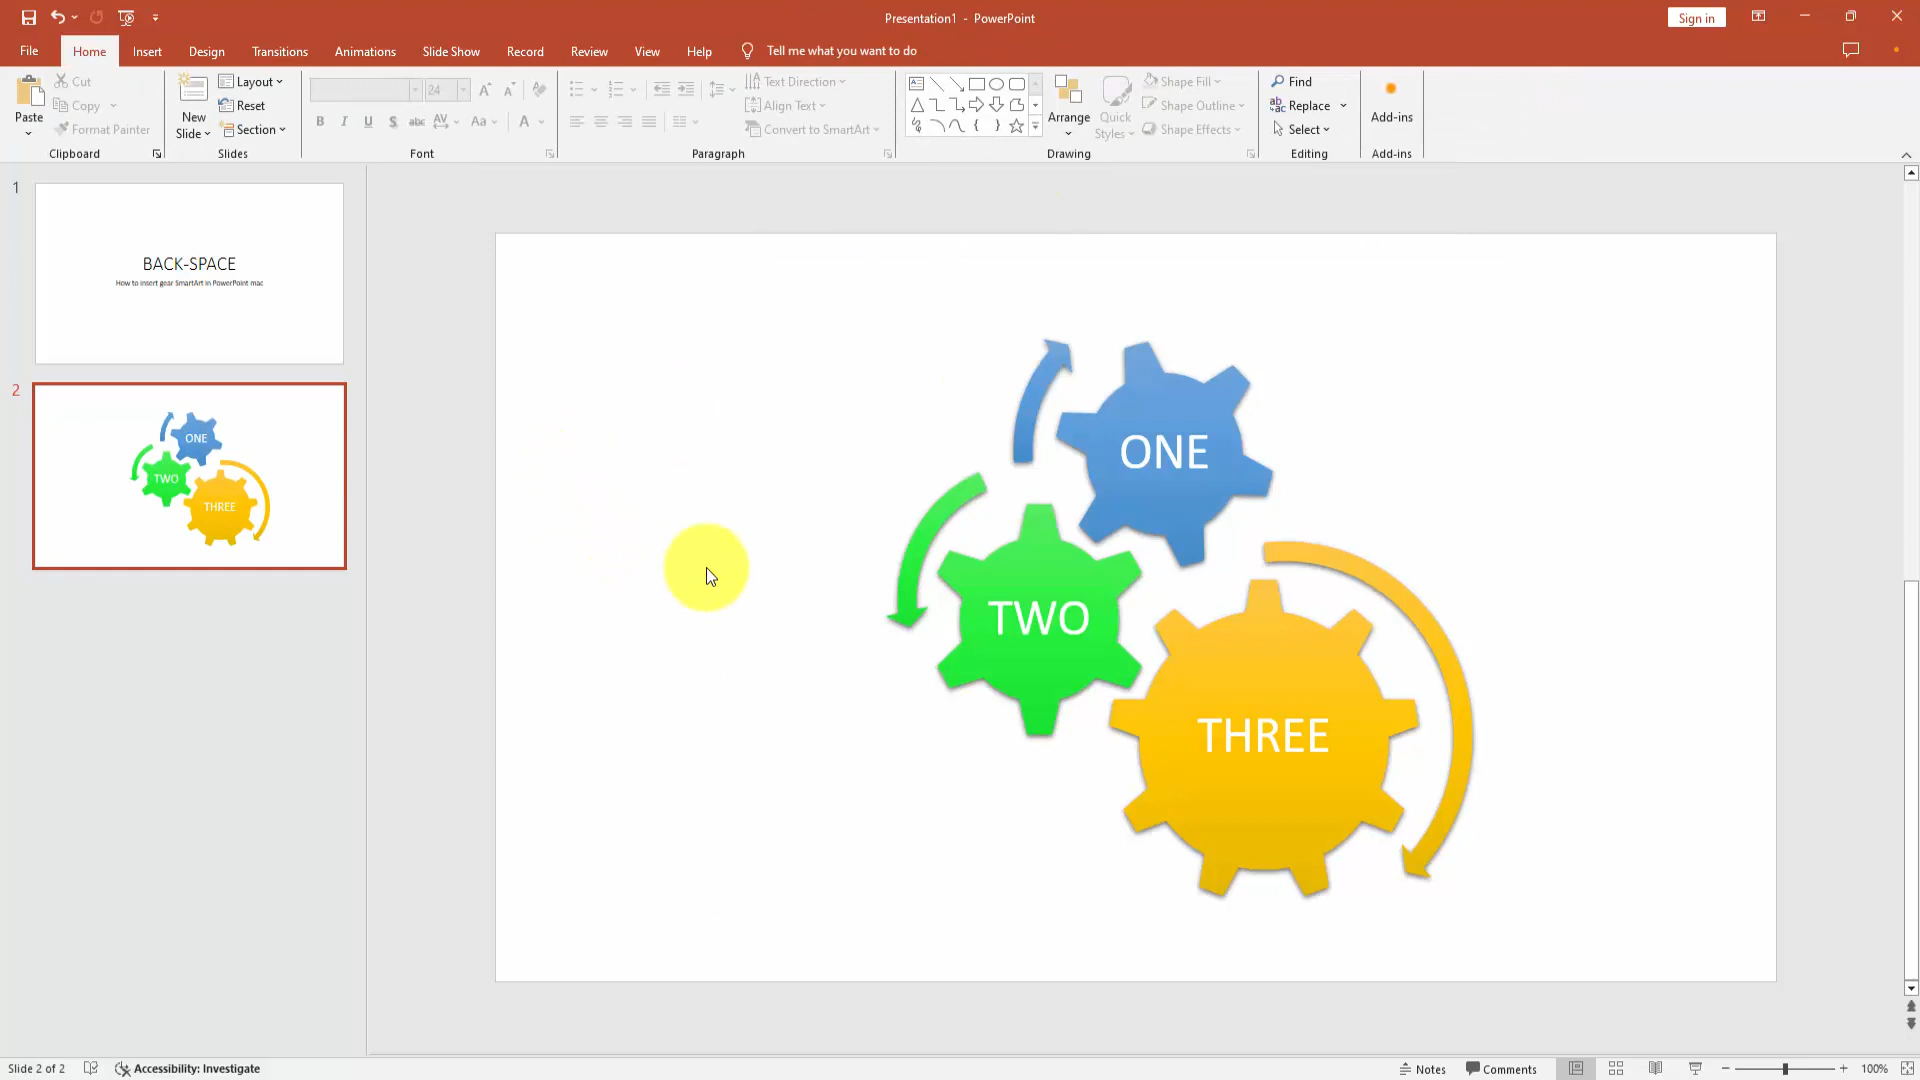 Presentation1 - PowerPoint
Sign in
File Home Insert Design Transitions Animations Slide Show Record Review View Help Tell me what you want to do
Paste
Cut
Copy
Format Painter
Clipboard
New Slide
Layout
Reset
Section
Slides
24
B I U S abc AV Aa A
Font
Text Direction
Align Text
Convert to SmartArt
Paragraph
Arrange
Quick Styles
Shape Fill
Shape Outline
Shape Effects
Drawing
Find
Replace
Select
Editing
Add-ins
Add-ins
1
BACK-SPACE
How to insert gear SmartArt in PowerPoint mac
2
ONE
TWO
THREE
ONE
TWO
THREE
Slide 2 of 2
Accessibility: Investigate
Notes
Comments
100%